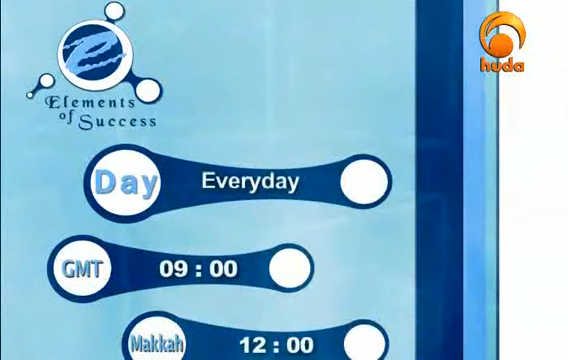 huda
Elements
of Success
Day Everyday
GMT 09 : 00
Makkah 12 : 00